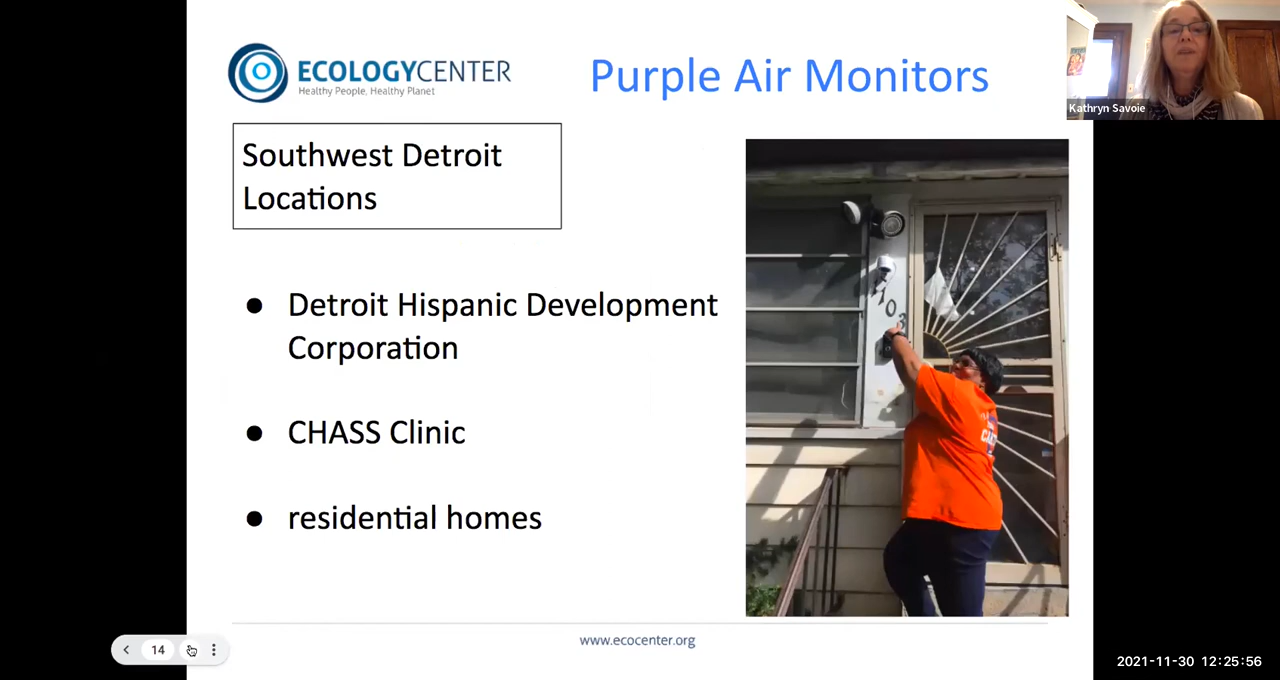 ECOLOGYCENTER
Healthy People, Healthy Planet
Purple Air Monitors
Kathryn Savoie
Southwest Detroit
Locations
● Detroit Hispanic Development
Corporation
● CHASS Clinic
● residential homes
103
www.ecocenter.org
14
2021-11-30 12:25:56